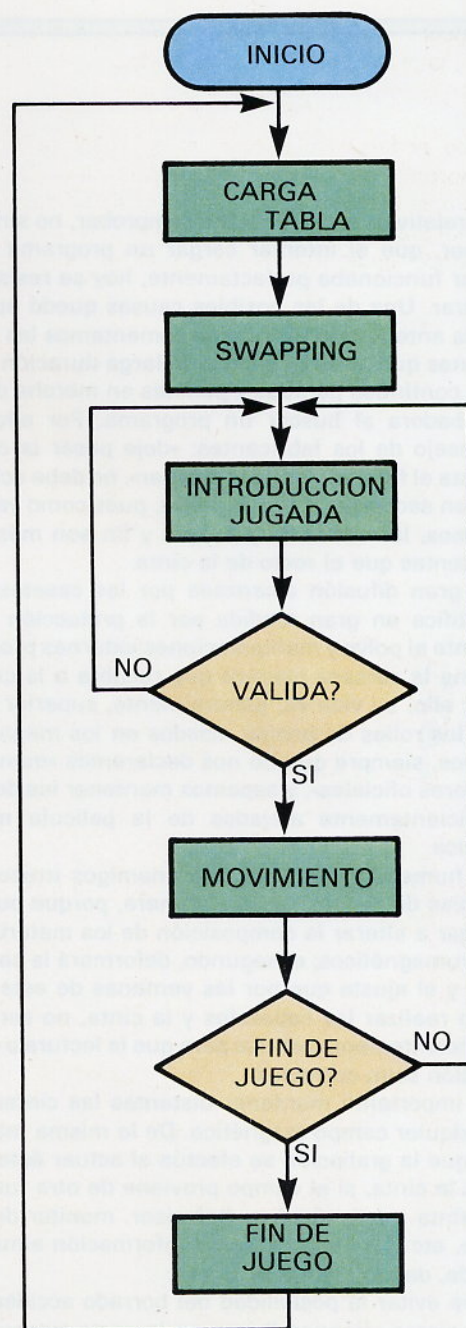 INICIO
CARGA
TABLA
SWAPPING
INTRODUCCION
JUGADA
NO
VALIDA?
SI
MOVIMIENTO
FIN DE
JUEGO?
NO
SI
FIN DE
JUEGO